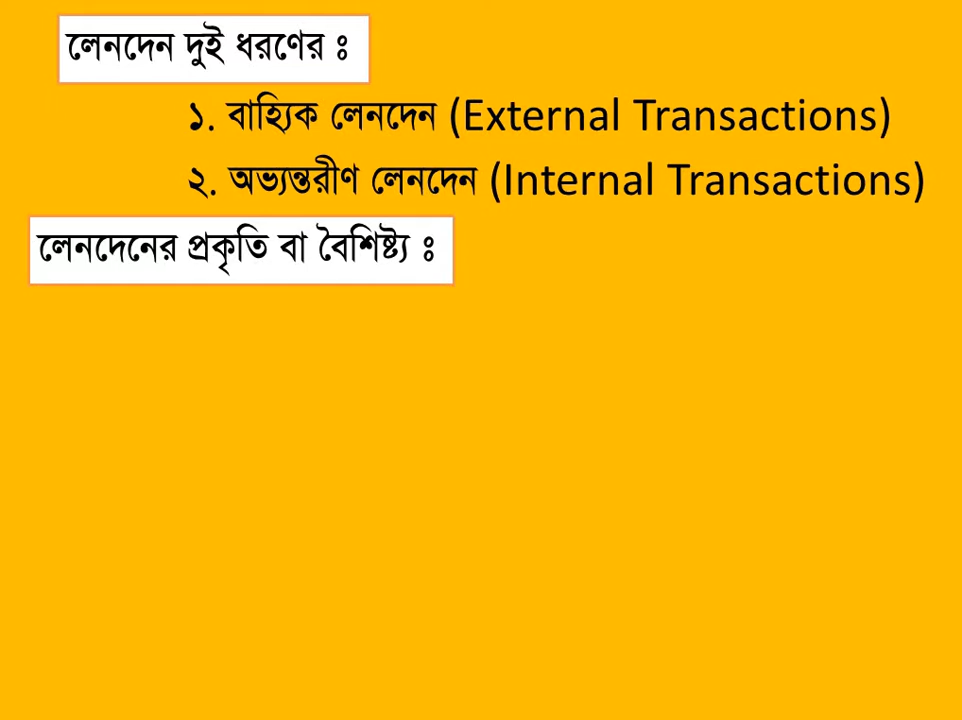 লেনদেন দুই ধরণের ঃ
১. বাহ্যিক লেনদেন (External Transactions)
২. অভ্যন্তরীণ লেনদেন (Internal Transactions)
লেনদেনের প্রকৃতি বা বৈশিষ্ট্য ঃ